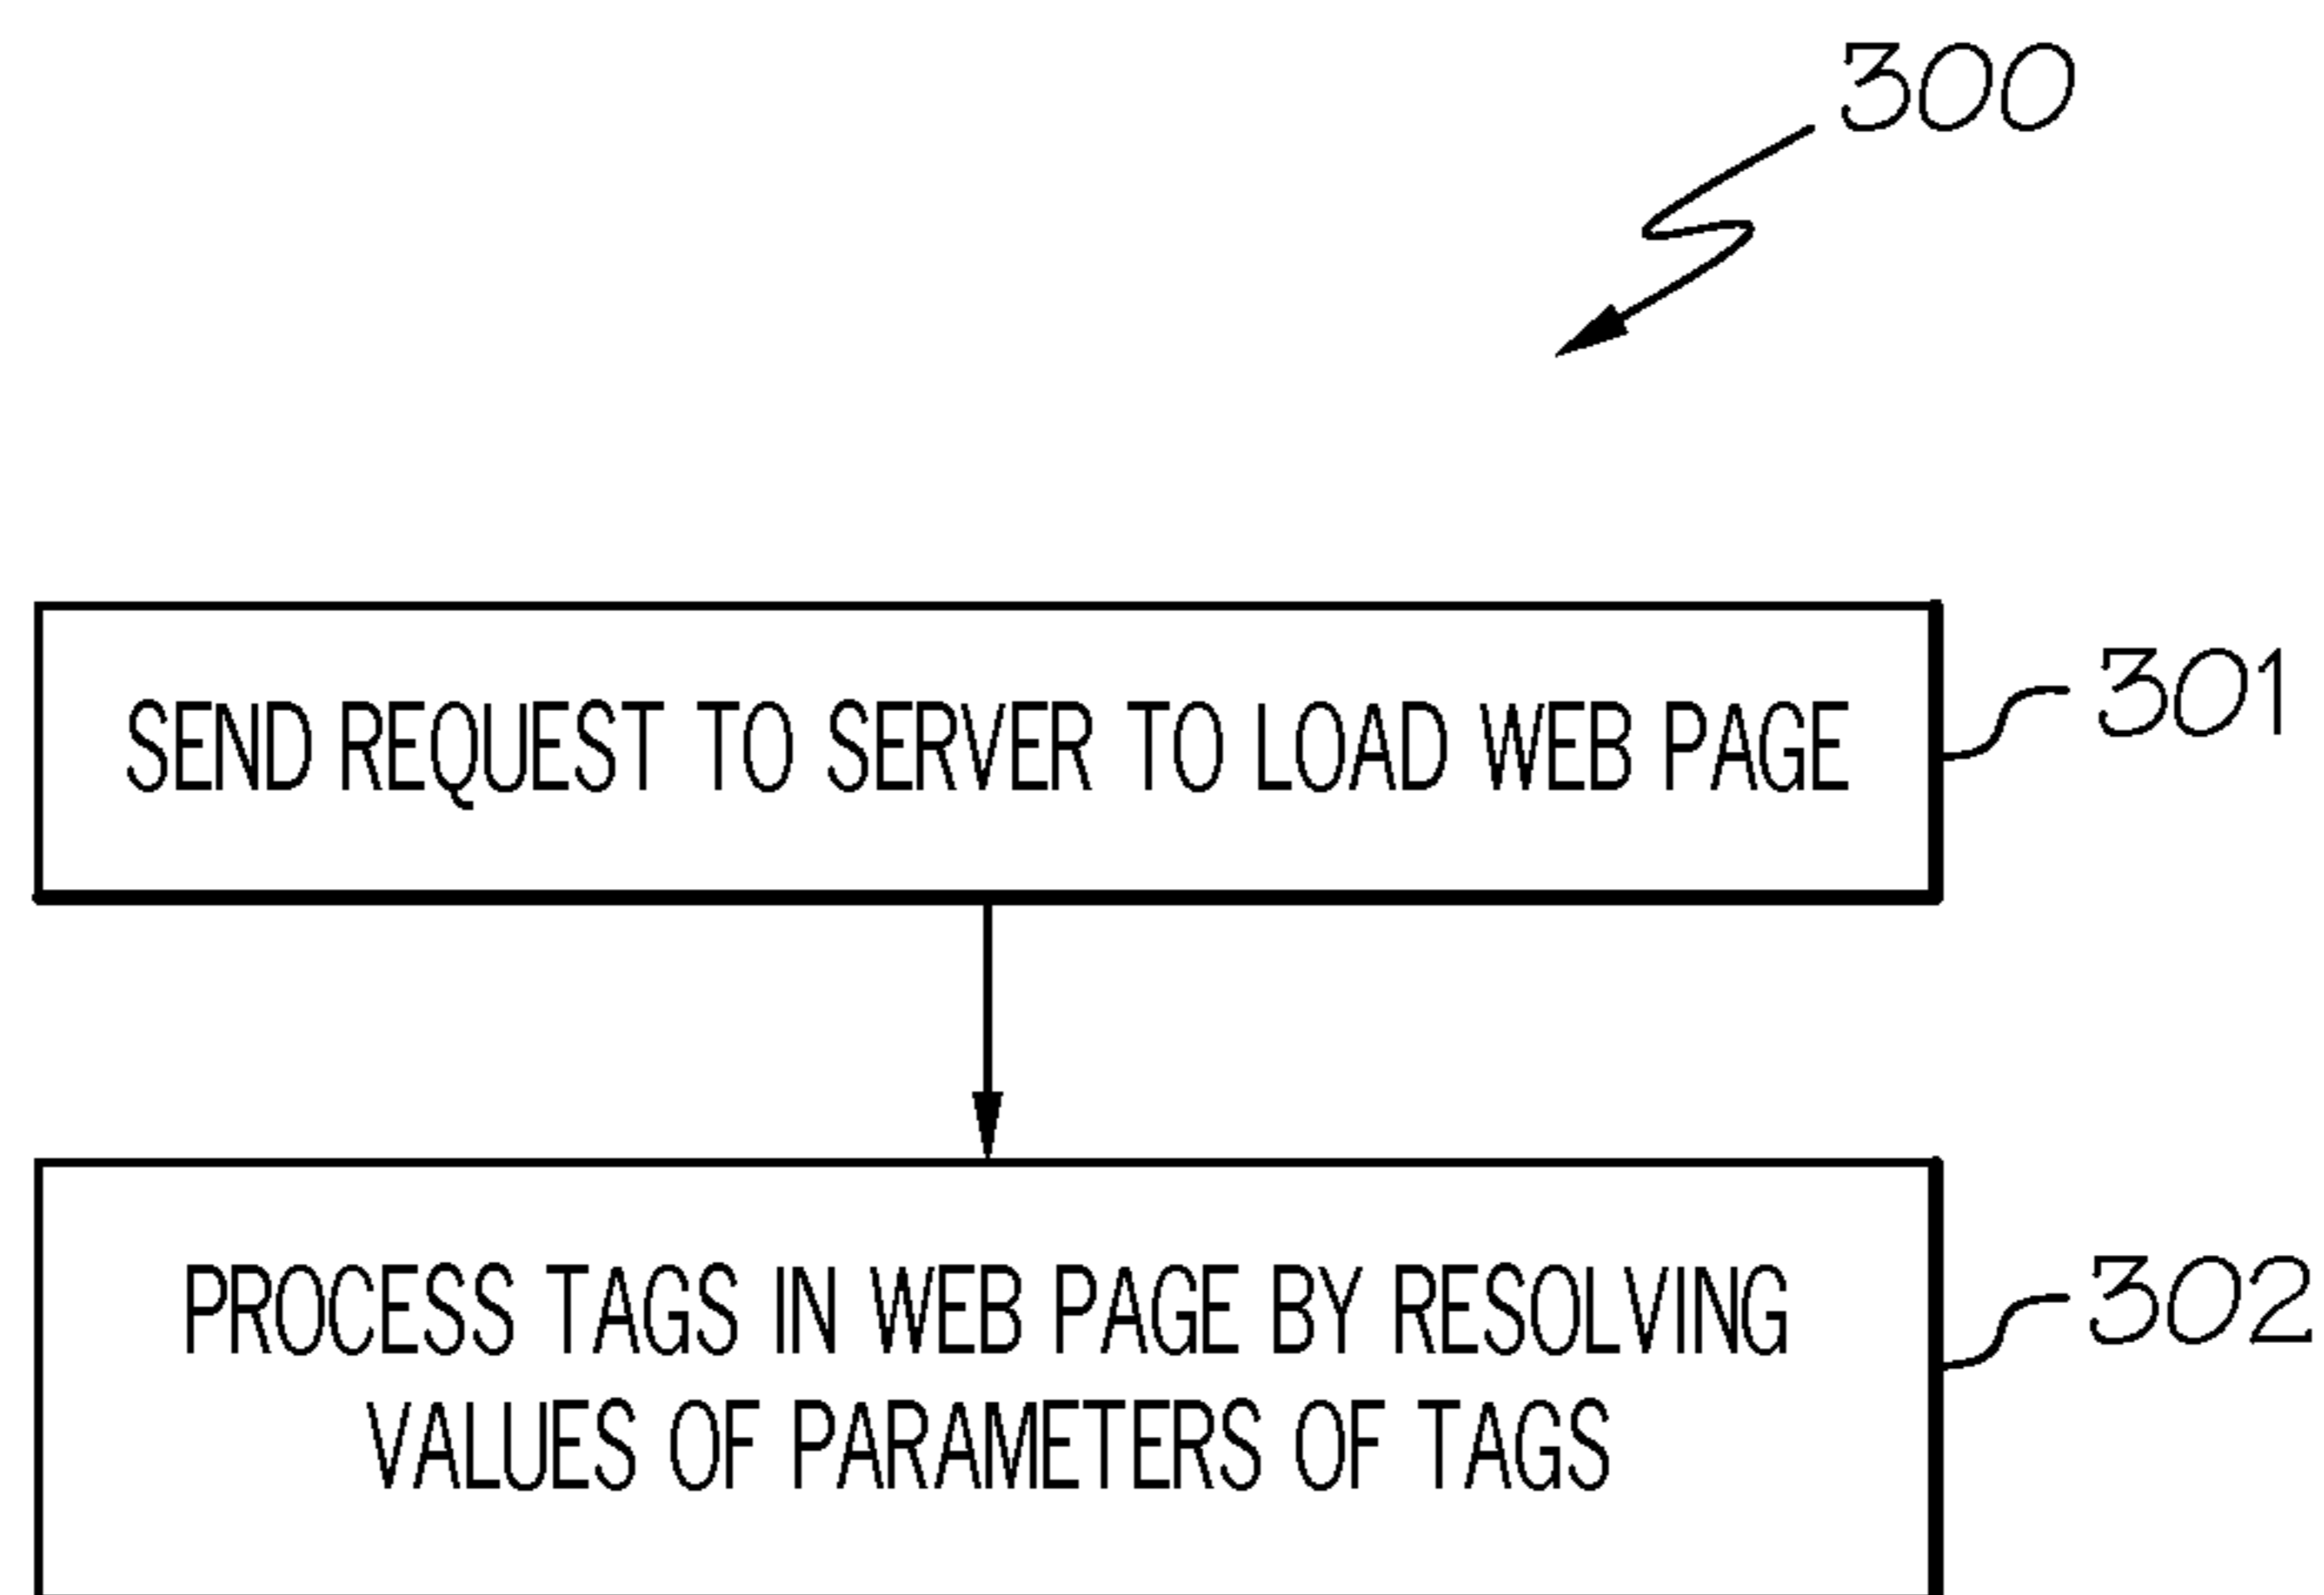 300
SEND REQUEST TO SERVER TO LOAD WEB PAGE
301
PROCESS TAGS IN WEB PAGE BY RESOLVING
VALUES OF PARAMETERS OF TAGS
302